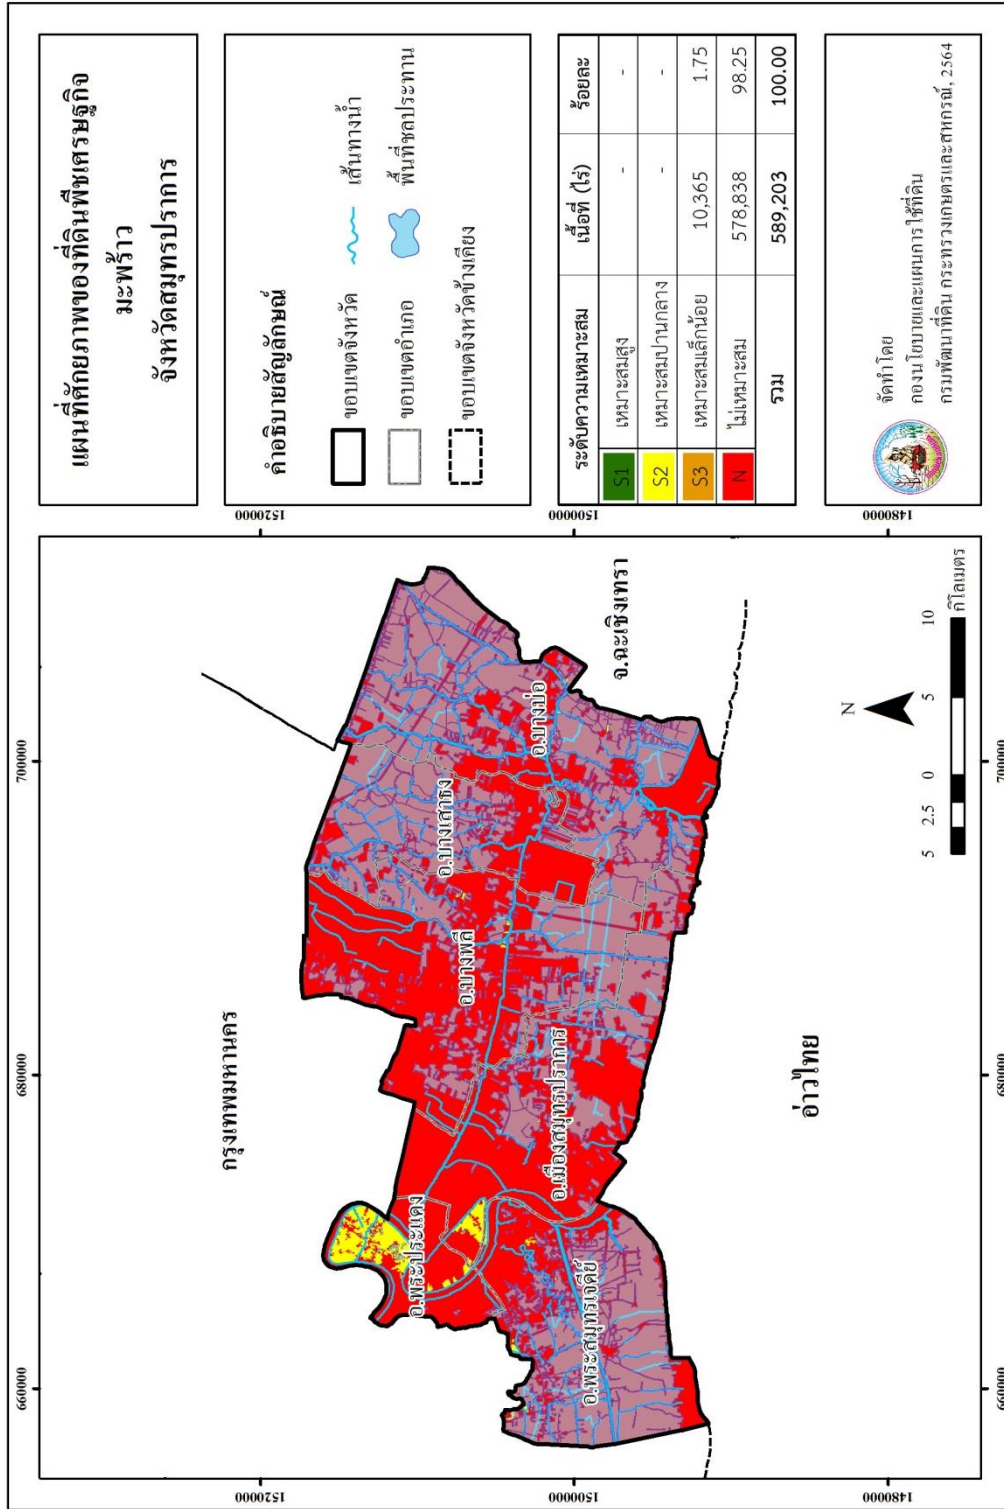 แผนที่ศักยภาพของที่ดินพืชเศรษฐกิจ
มะพร้าว
จังหวัดสมุทรปราการ
คำอธิบายสัญลักษณ์
ขอบเขตจังหวัด
เส้นทางน้ำ
ขอบเขตอำเภอ
พื้นที่ชลประทาน
ขอบเขตจังหวัดข้างเคียง
ระดับความเหมาะสม เนื้อที่ (ไร่) ร้อยละ
S1 เหมาะสมสูง - -
S2 เหมาะสมปานกลาง - -
S3 เหมาะสมเล็กน้อย 10,365 1.75
N ไม่เหมาะสม 578,838 98.25
รวม 589,203 100.00
จัดทำโดย
กองนโยบายและแผนการใช้ที่ดิน
กรมพัฒนาที่ดิน กระทรวงเกษตรและสหกรณ์, 2564
660000 680000 700000
1520000 1520000
1500000 1500000
1480000 1480000
660000 680000 700000
กรุงเทพมหานคร
อ.พระประแดง
อ.บางพลี
อ.บางเสาธง
อ.บางบ่อ
อ.เมืองสมุทรปราการ
อ.พระสมุทรเจดีย์
จ.ฉะเชิงเทรา
อ่าวไทย
N
5 2.5 0 5 10
กิโลเมตร